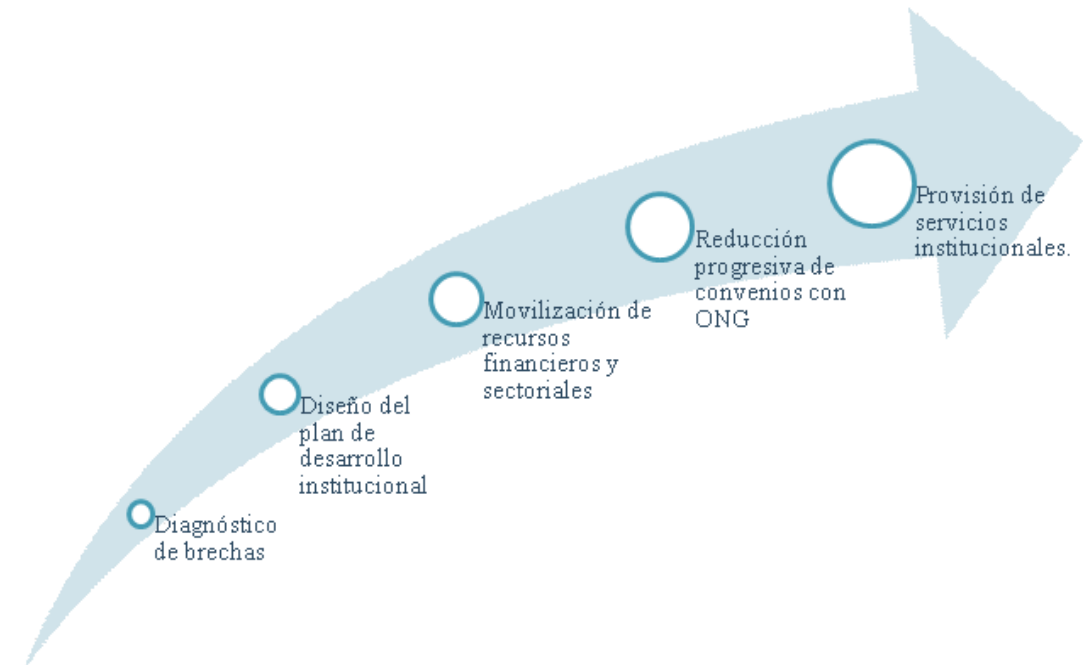 Diagnóstico
de brechas
Diseño del
plan de
desarrollo
institucional
Movilización de
recursos
financieros y
sectoriales
Reducción
progresiva de
convenios con
ONG
Provisión de
servicios
institucionales.